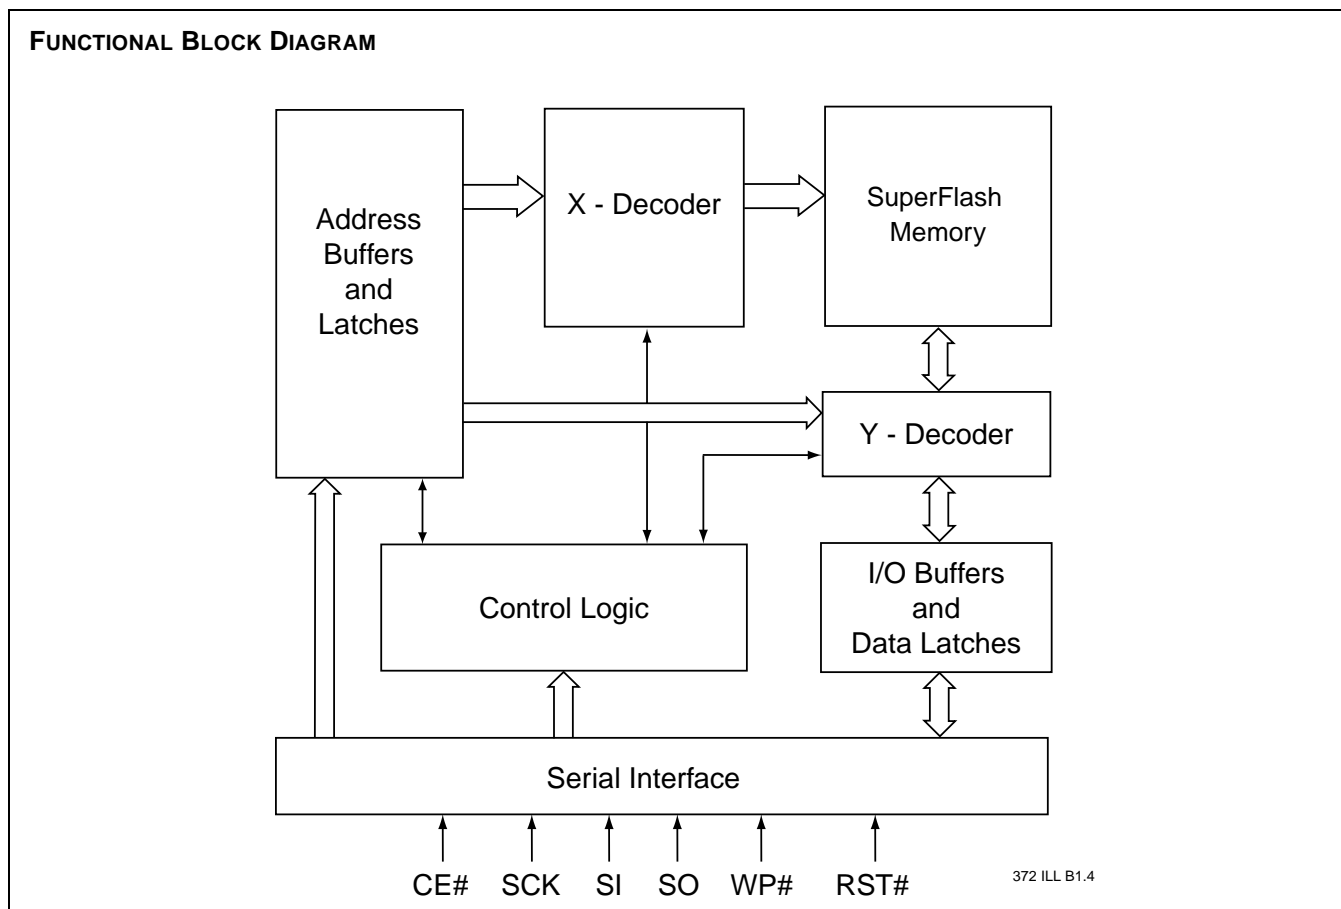 FUNCTIONAL BLOCK DIAGRAM
Address
Buffers
and
Latches
X - Decoder
SuperFlash
Memory
Y - Decoder
Control Logic
I/O Buffers
and
Data Latches
Serial Interface
CE# SCK SI SO WP# RST#
372 ILL B1.4